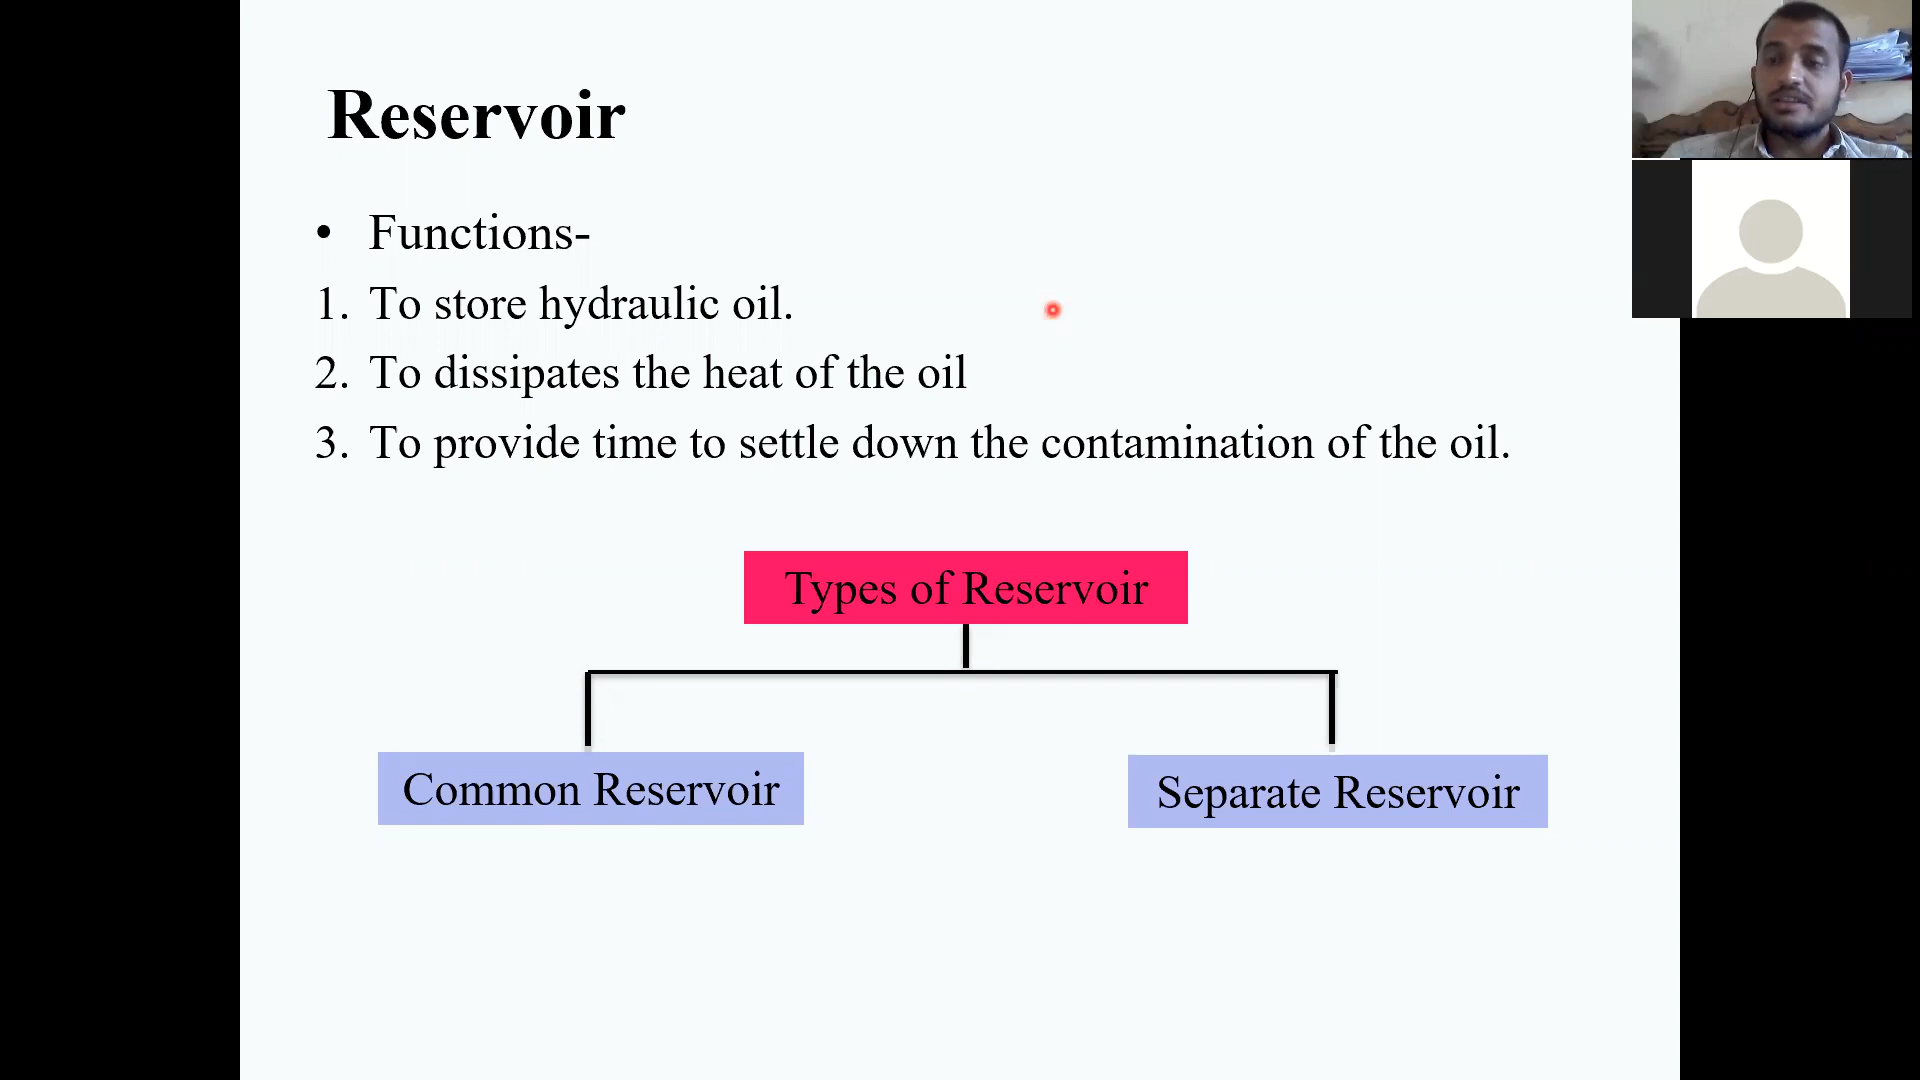 Reservoir
• Functions-
1. To store hydraulic oil.
2. To dissipates the heat of the oil
3. To provide time to settle down the contamination of the oil.
Types of Reservoir
Common Reservoir
Separate Reservoir